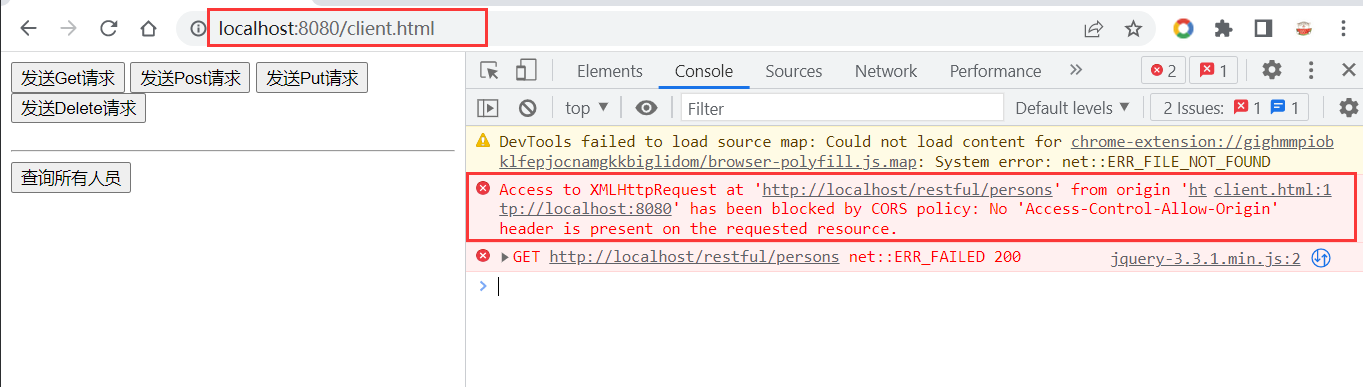 localhost:8080/client.html
发送Get请求 发送Post请求 发送Put请求
发送Delete请求
查询所有人员
Elements Console Sources Network Performance » 2 1
top ▼ Filter Default levels ▼ 2 Issues: 1 1
DevTools failed to load source map: Could not load content for chrome-extension://gighmmpiob
klfepjocnamgkkbiglidom/browser-polyfill.js.map: System error: net::ERR_FILE_NOT_FOUND
Access to XMLHttpRequest at 'http://localhost/restful/persons' from origin 'ht client.html:1
tp://localhost:8080' has been blocked by CORS policy: No 'Access-Control-Allow-Origin'
header is present on the requested resource.
GET http://localhost/restful/persons net::ERR_FAILED 200 jquery-3.3.1.min.js:2